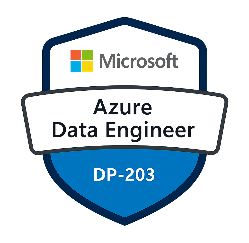 Microsoft
Azure
Data Engineer
DP-203